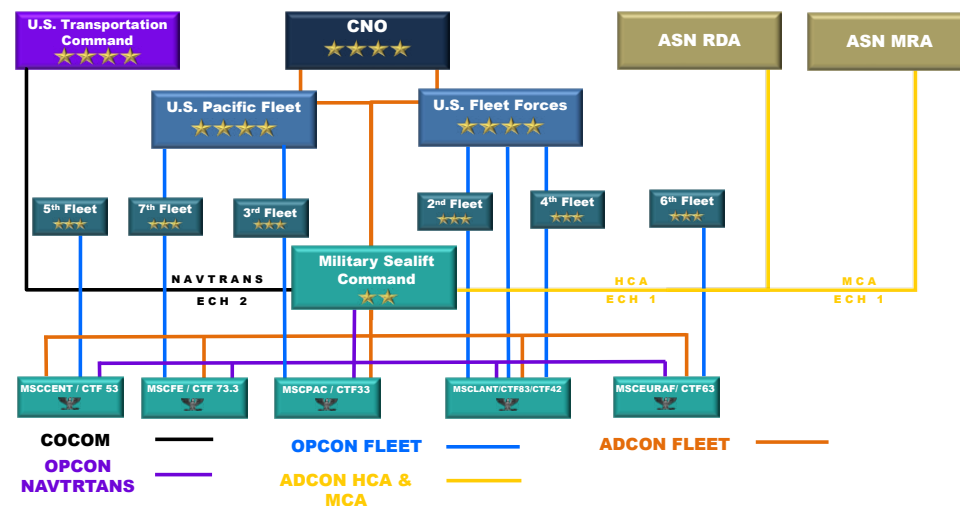 U.S. Transportation
Command
CNO
ASN RDA
ASN MRA
U.S. Pacific Fleet
U.S. Fleet Forces
5th Fleet
7th Fleet
3rd Fleet
2nd Fleet
4th Fleet
6th Fleet
Military Sealift
Command
NAVTRANS
ECH 2
HCA
ECH 1
MCA
ECH 1
MSCCENT / CTF 53
MSCFE / CTF 73.3
MSCPAC / CTF33
MSCLANT/CTF83/CTF42
MSCEURAF/ CTF63
COCOM
OPCON FLEET
ADCON FLEET
OPCON
NAVTRTANS
ADCON HCA &
MCA